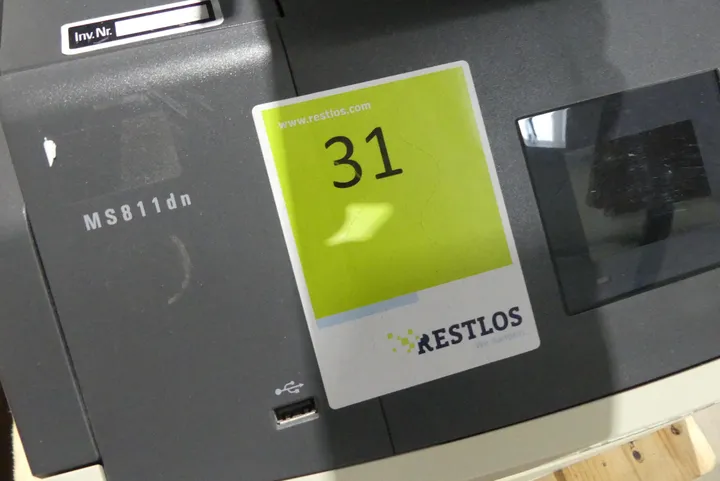 Inv.Nr.
www.restlos.com
31
MS811dn
RESTLOS